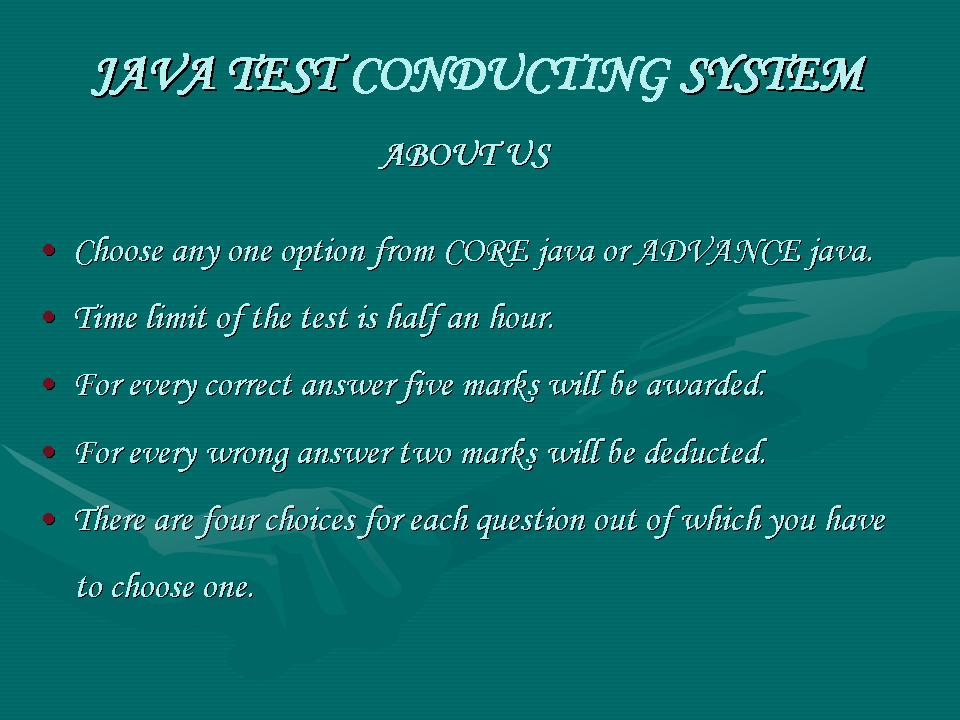 JAVA TEST CONDUCTING SYSTEM
ABOUT US
• Choose any one option from CORE java or ADVANCE java.
• Time limit of the test is half an hour.
• For every correct answer five marks will be awarded.
• For every wrong answer two marks will be deducted.
• There are four choices for each question out of which you have
to choose one.